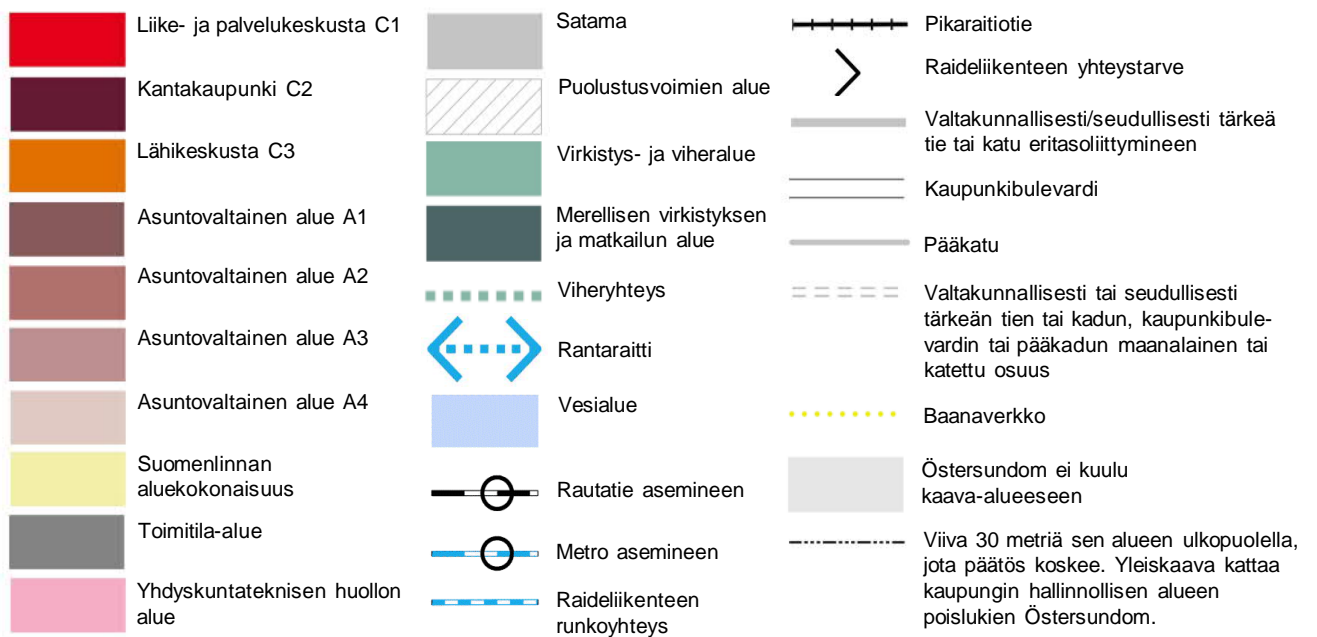 Liike- ja palvelukeskusta C1
Kantakaupunki C2
Lähikeskusta C3
Asuntovaltainen alue A1
Asuntovaltainen alue A2
Asuntovaltainen alue A3
Asuntovaltainen alue A4
Suomenlinnan
aluekokonaisuus
Toimitila-alue
Yhdyskuntateknisen huollon
alue
Satama
Puolustusvoimien alue
Virkistys- ja viheralue
Merellisen virkistyksen
ja matkailun alue
Viheryhteys
Rantaraitti
Vesialue
Rautatie asemineen
Metro asemineen
Raideliikenteen
runkoyhteys
Pikaraitiotie
Raideliikenteen yhteystarve
Valtakunnallisesti/seudullisesti tärkeä
tie tai katu eritasoliittymineen
Kaupunkibulevardi
Pääkatu
Valtakunnallisesti tai seudullisesti
tärkeän tien tai kadun, kaupunkibule-
vardin tai pääkadun maanalainen tai
katettu osuus
Baanaverkko
Östersundom ei kuulu
kaava-alueeseen
Viiva 30 metriä sen alueen ulkopuolella,
jota päätös koskee. Yleiskaava kattaa
kaupungin hallinnollisen alueen
poislukien Östersundom.